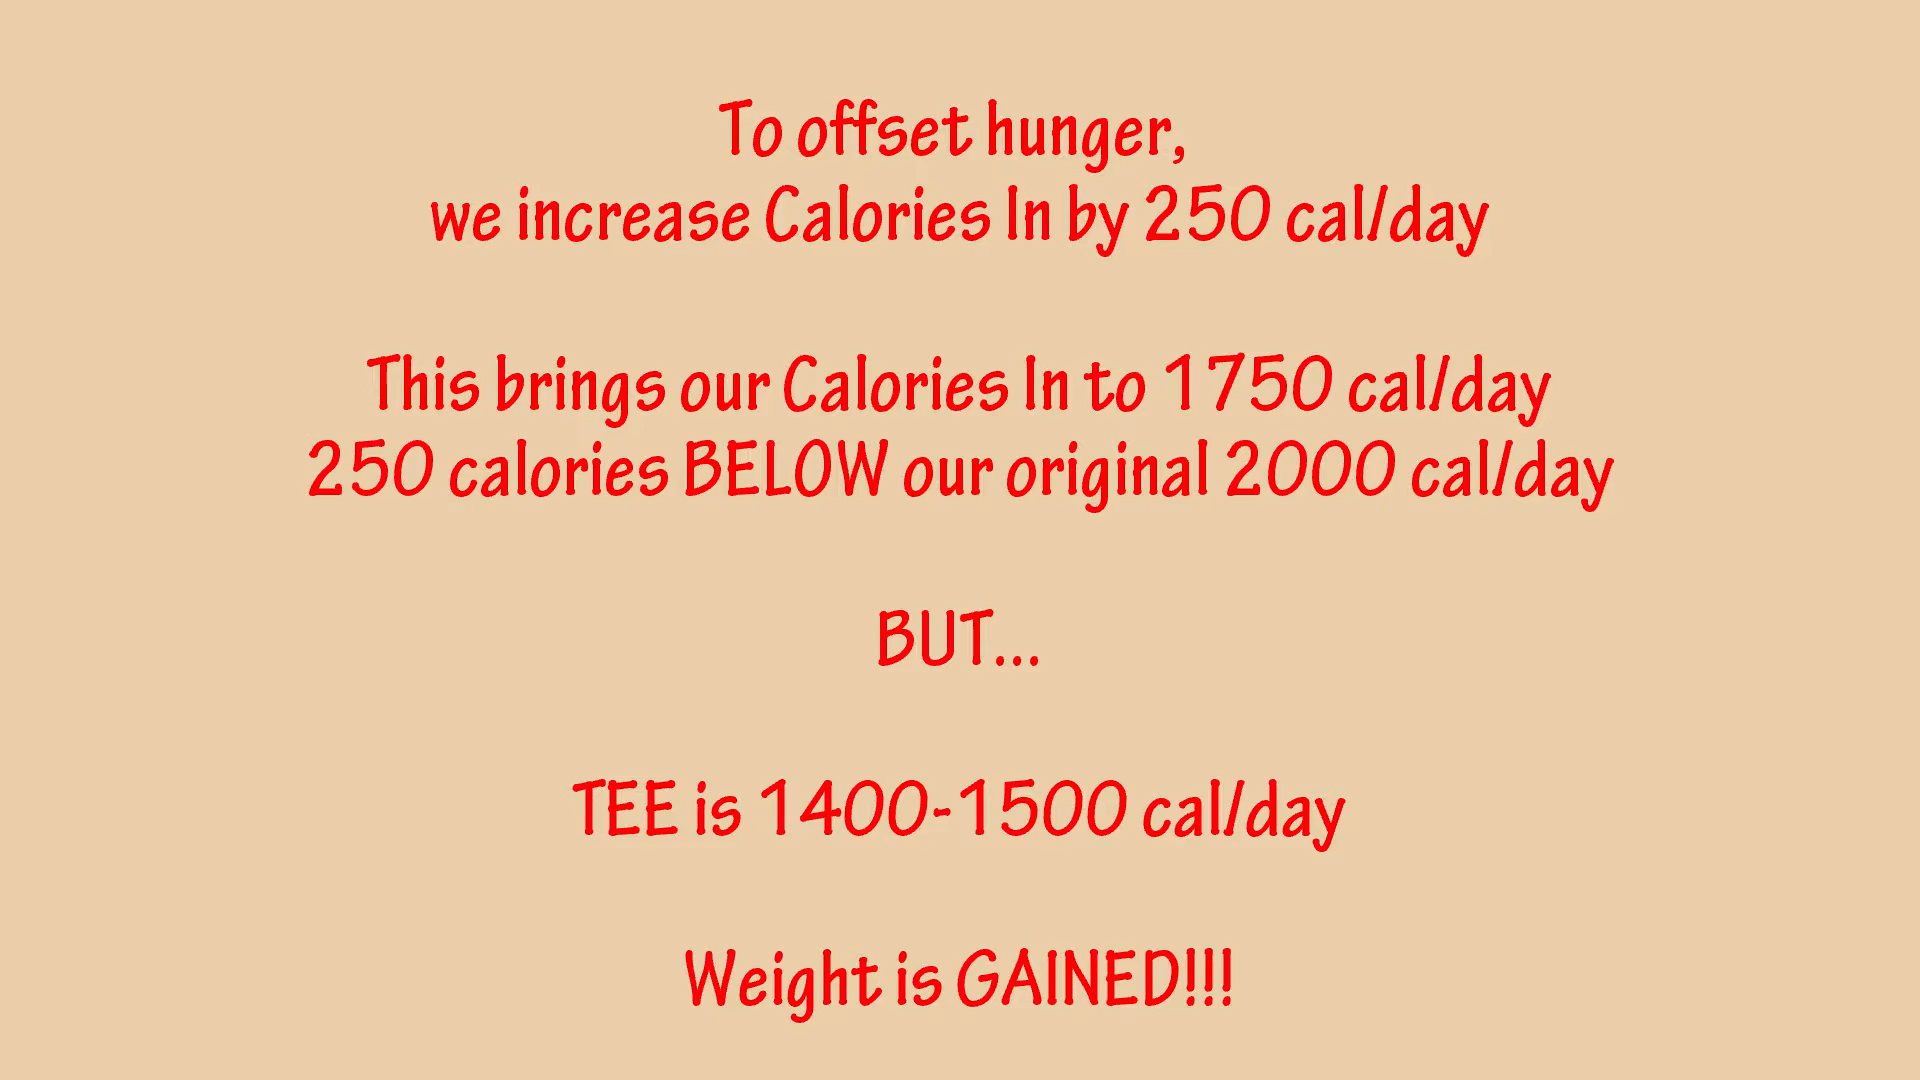 To offset hunger,
we increase Calories In by 250 cal/day
This brings our Calories In to 1750 cal/day
250 calories BELOW our original 2000 cal/day
BUT...
TEE is 1400-1500 cal/day
Weight is GAINED!!!